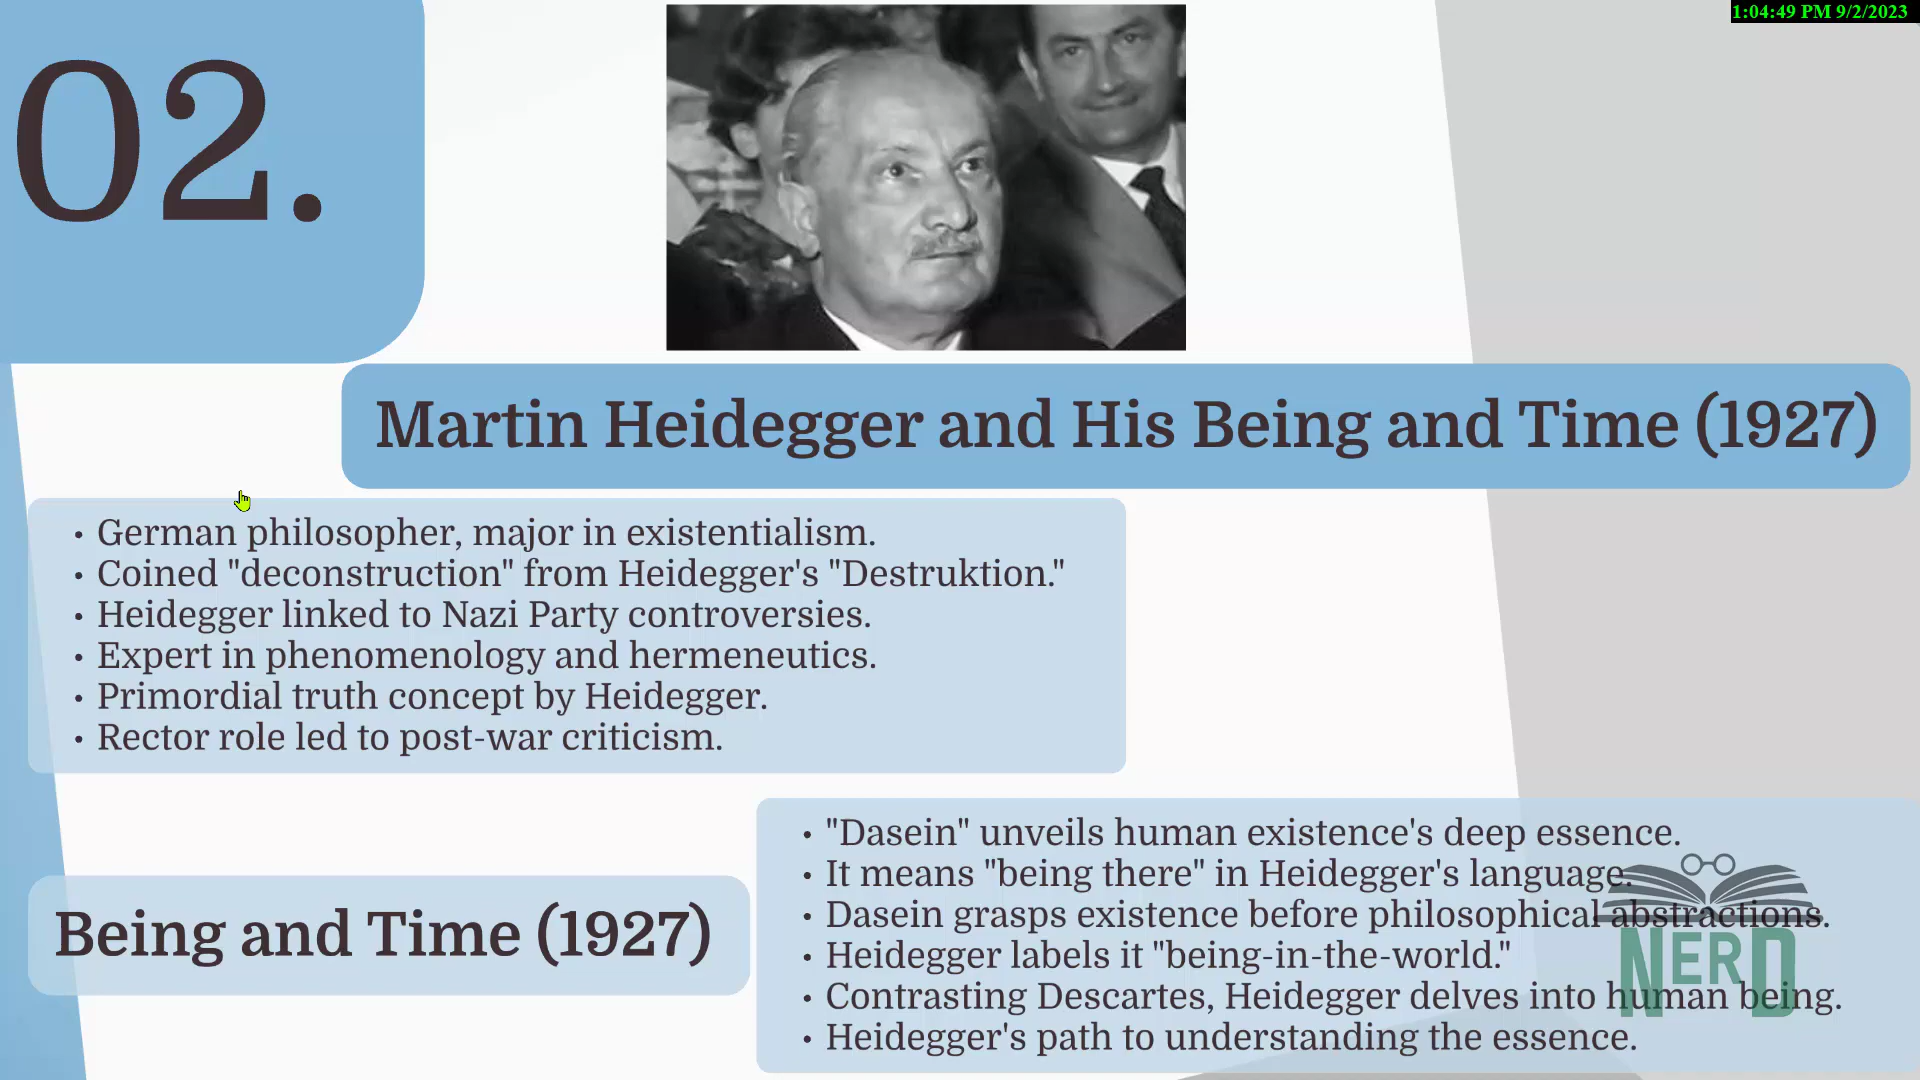 1:04:49 PM 9/2/2023
02.
Martin Heidegger and His Being and Time (1927)
• German philosopher, major in existentialism.
• Coined "deconstruction" from Heidegger's "Destruktion."
• Heidegger linked to Nazi Party controversies.
• Expert in phenomenology and hermeneutics.
• Primordial truth concept by Heidegger.
• Rector role led to post-war criticism.
Being and Time (1927)
• "Dasein" unveils human existence's deep essence.
• It means "being there" in Heidegger's language.
• Dasein grasps existence before philosophical abstractions.
• Heidegger labels it "being-in-the-world."
• Contrasting Descartes, Heidegger delves into human being.
• Heidegger's path to understanding the essence.
NERD